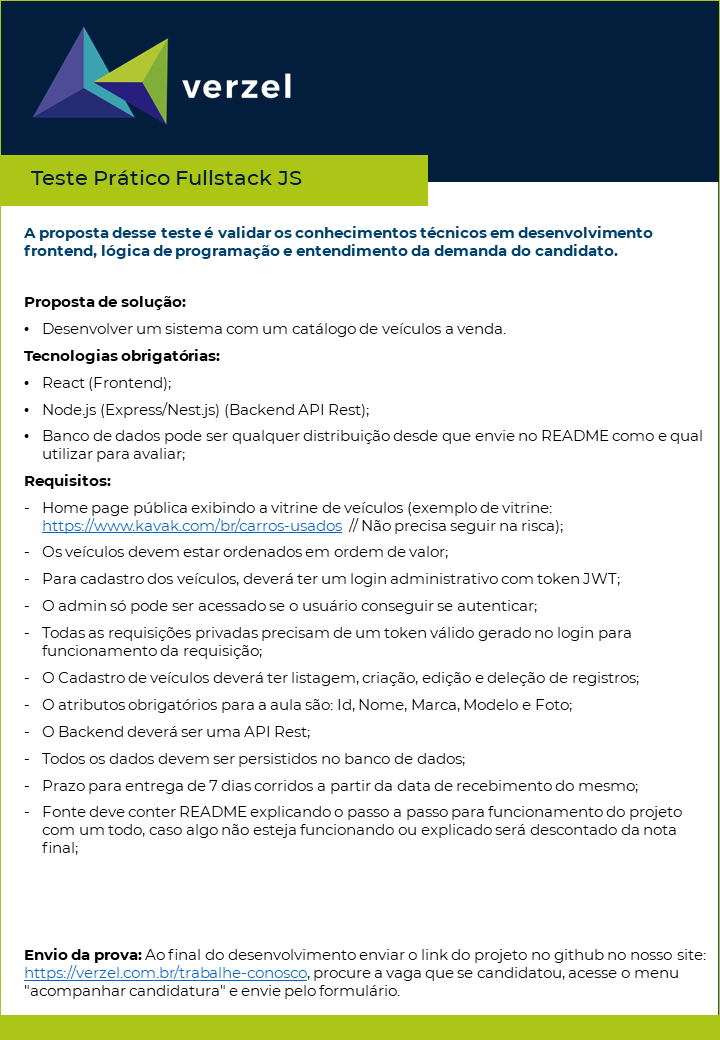 verzel
Teste Prático Fullstack JS
A proposta desse teste é validar os conhecimentos técnicos em desenvolvimento
frontend, lógica de programação e entendimento da demanda do candidato.
Proposta de solução:
• Desenvolver um sistema com um catálogo de veículos a venda.
Tecnologias obrigatórias:
• React (Frontend);
• Node.js (Express/Nest.js) (Backend API Rest);
• Banco de dados pode ser qualquer distribuição desde que envie no README como e qual
utilizar para avaliar;
Requisitos:
- Home page pública exibindo a vitrine de veículos (exemplo de vitrine:
https://www.kavak.com/br/carros-usados // Não precisa seguir na risca);
- Os veículos devem estar ordenados em ordem de valor;
- Para cadastro dos veículos, deverá ter um login administrativo com token JWT;
- O admin só pode ser acessado se o usuário conseguir se autenticar;
- Todas as requisições privadas precisam de um token válido gerado no login para
funcionamento da requisição;
- O Cadastro de veículos deverá ter listagem, criação, edição e deleção de registros;
- O atributos obrigatórios para a aula são: Id, Nome, Marca, Modelo e Foto;
- O Backend deverá ser uma API Rest;
- Todos os dados devem ser persistidos no banco de dados;
- Prazo para entrega de 7 dias corridos a partir da data de recebimento do mesmo;
- Fonte deve conter README explicando o passo a passo para funcionamento do projeto
com um todo, caso algo não esteja funcionando ou explicado será descontado da nota
final;
Envio da prova: Ao final do desenvolvimento enviar o link do projeto no github no nosso site:
https://verzel.com.br/trabalhe-conosco, procure a vaga que se candidatou, acesse o menu
"acompanhar candidatura" e envie pelo formulário.